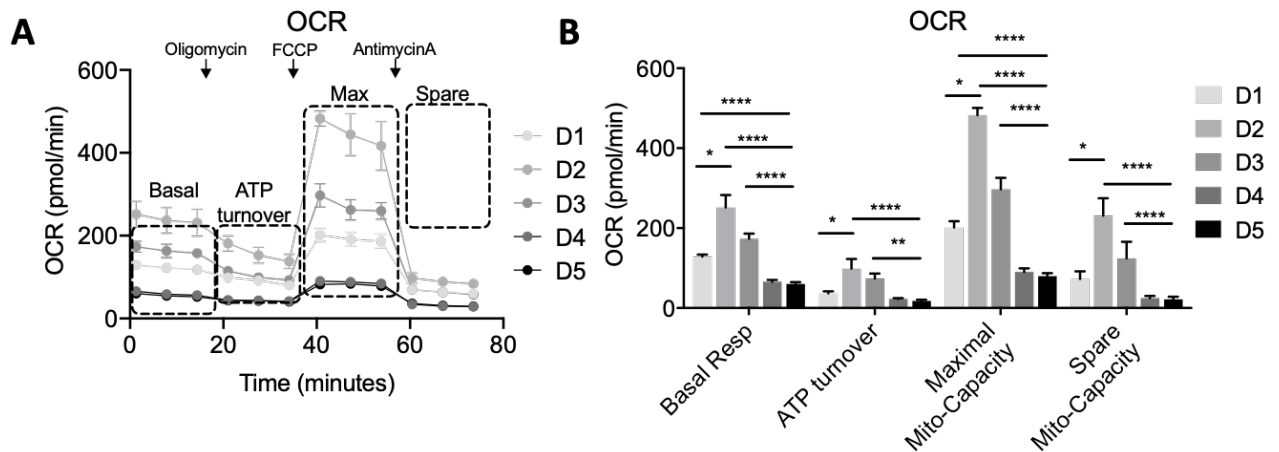 A
OCR
Oligomycin
FCCP
AntimycinA
600
400
200
0
OCR (pmol/min)
Max
Spare
Basal
ATP
turnover
D1
D2
D3
D4
D5
0
20
40
60
80
Time (minutes)
B
OCR
600
400
200
0
OCR (pmol/min)
****
****
*
****
****
*
****
****
*
**
****
*
****
****
D1
D2
D3
D4
D5
Basal Resp
ATP turnover
Maximal
Mito-Capacity
Spare
Mito-Capacity